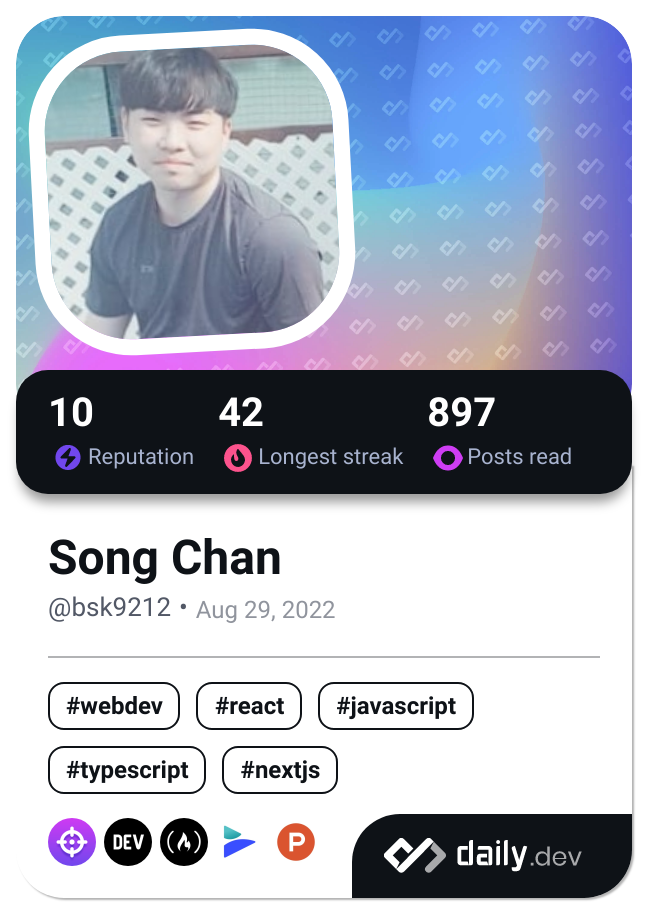 10 42 897
Reputation Longest streak Posts read
Song Chan
@bsk9212 • Aug 29, 2022
#webdev #react #javascript
#typescript #nextjs
DEV P daily.dev